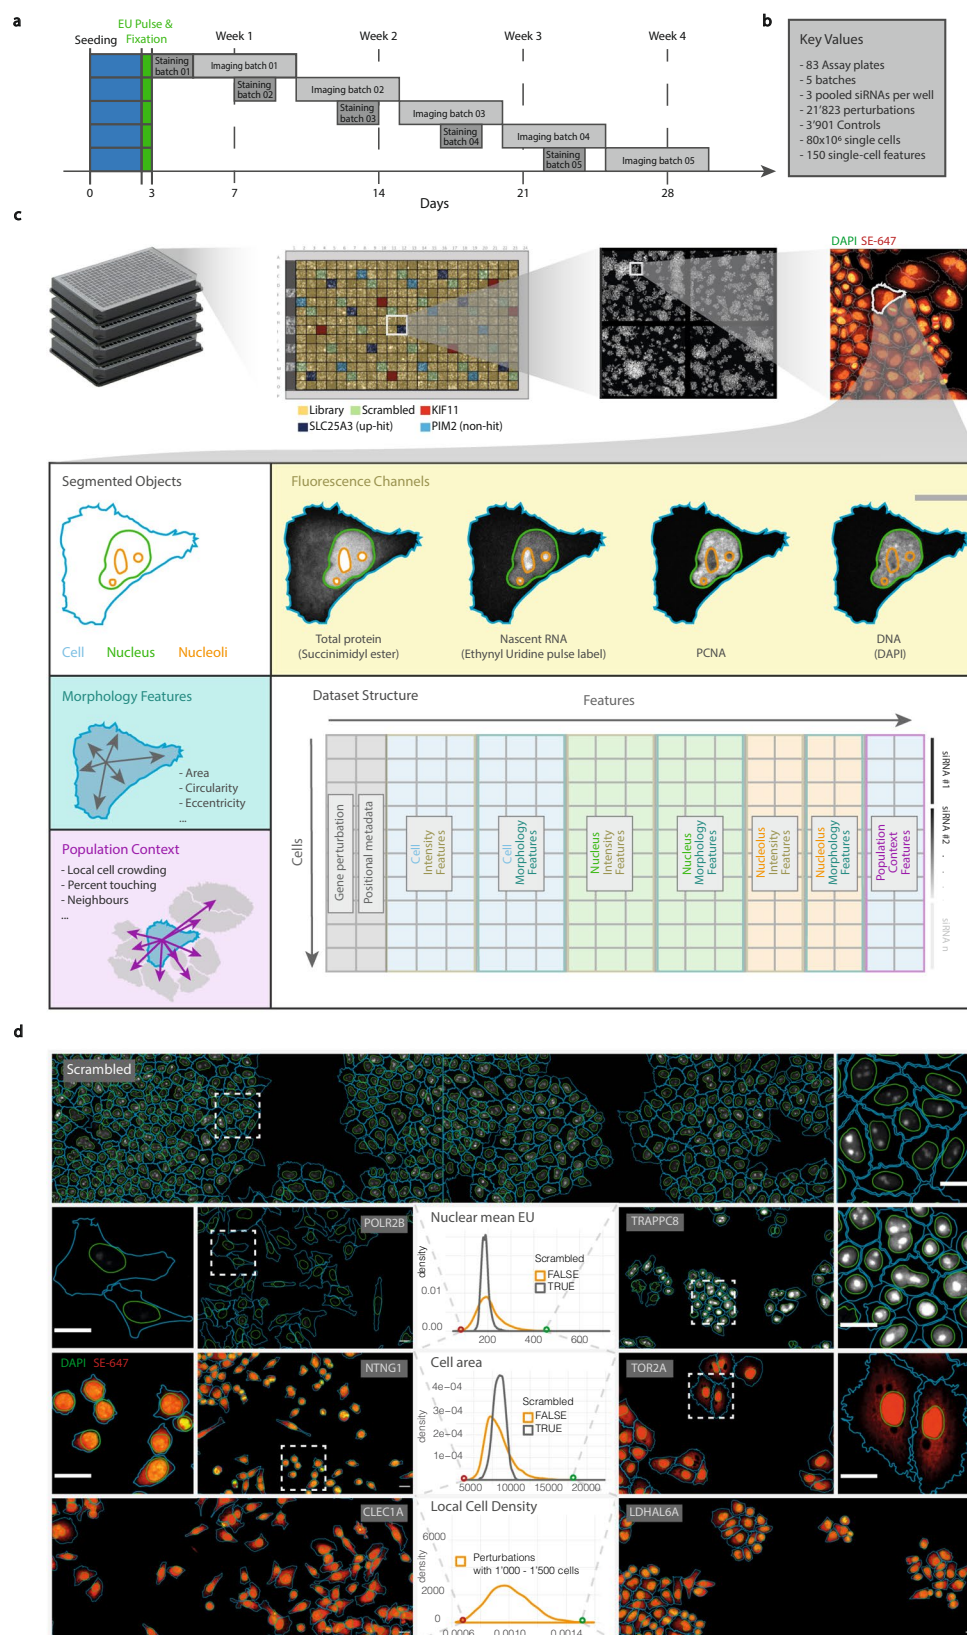 a
EU Pulse &
Fixation
Seeding
Week 1
Week 2
Week 3
Week 4
Staining
batch 01
Imaging batch 01
Staining
batch 02
Imaging batch 02
Staining
batch 03
Imaging batch 03
Staining
batch 04
Imaging batch 04
Staining
batch 05
Imaging batch 05
0
3
7
14
21
28
Days
b
Key Values
- 83 Assay plates
- 5 batches
- 3 pooled siRNAs per well
- 21'823 perturbations
- 3'901 Controls
- 80x10⁶ single cells
- 150 single-cell features
c
DAPI SE-647
Library
Scrambled
KIF11
SLC25A3 (up-hit)
PIM2 (non-hit)
Segmented Objects
Cell
Nucleus
Nucleoli
Fluorescence Channels
Total protein
(Succinimidyl ester)
Nascent RNA
(Ethynyl Uridine pulse label)
PCNA
DNA
(DAPI)
Morphology Features
- Area
- Circularity
- Eccentricity
...
Population Context
- Local cell crowding
- Percent touching
- Neighbours
...
Dataset Structure
Features
Cells
Gene perturbation
Positional metadata
Cell
Intensity
Features
Cell
Morphology
Features
Nucleus
Intensity
Features
Nucleus
Morphology
Features
Nucleolus
Intensity
Features
Nucleolus
Morphology
Features
Population
Context
Features
siRNA #1
siRNA #2
. . .
siRNA n
d
Scrambled
POLR2B
Nuclear mean EU
density
0.01
0.00
200
400
600
Scrambled
FALSE
TRUE
TRAPPC8
DAPI SE-647
NTNG1
Cell area
density
4e−04
3e−04
2e−04
1e−04
5000
10000
20000
Scrambled
FALSE
TRUE
TOR2A
CLEC1A
Local Cell Density
density
6000
2000
0
0.0006
0.0010
0.0014
Perturbations
with 1'000 - 1'500 cells
LDHAL6A